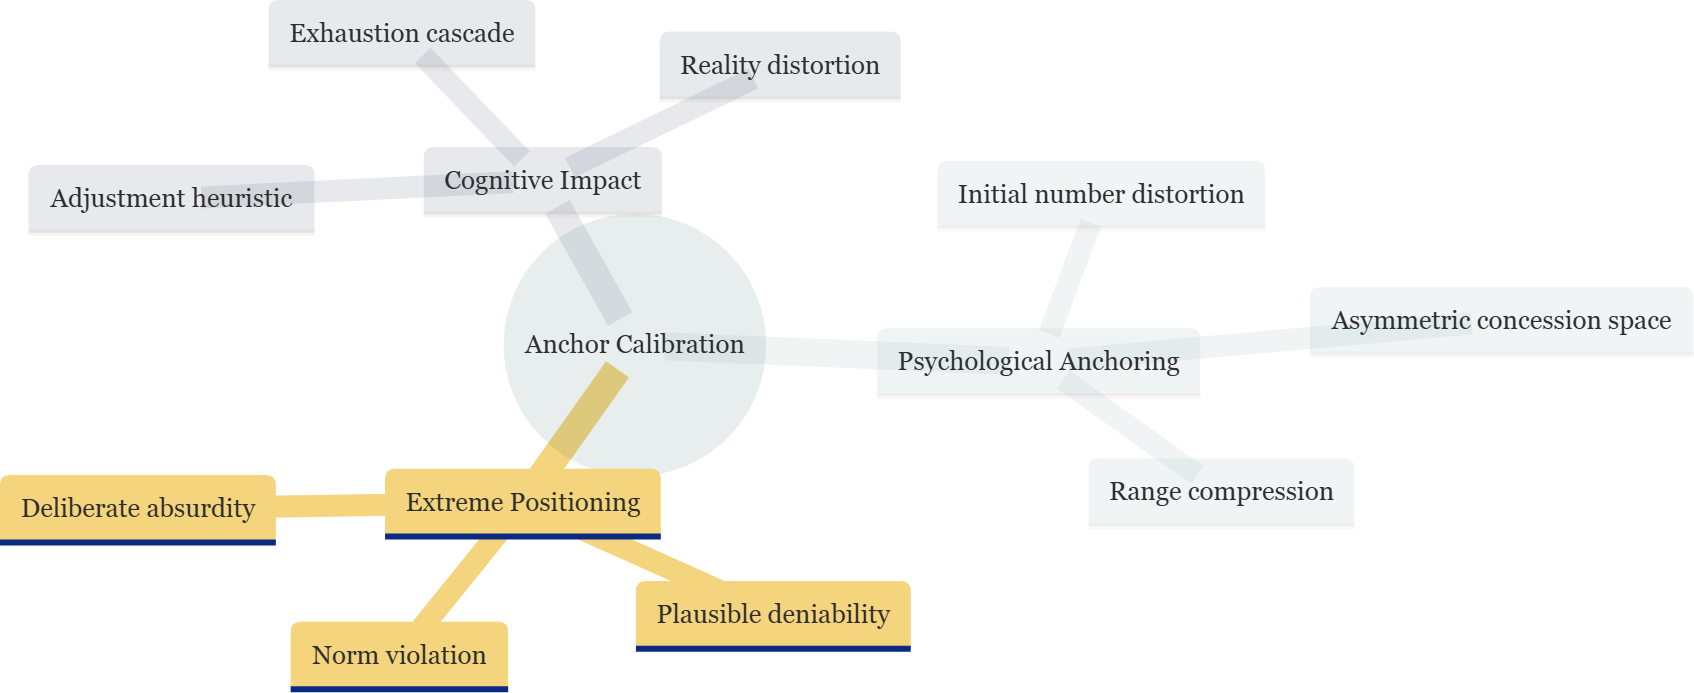 Exhaustion cascade
Reality distortion
Cognitive Impact
Adjustment heuristic
Initial number distortion
Asymmetric concession space
Anchor Calibration
Psychological Anchoring
Range compression
Extreme Positioning
Deliberate absurdity
Plausible deniability
Norm violation